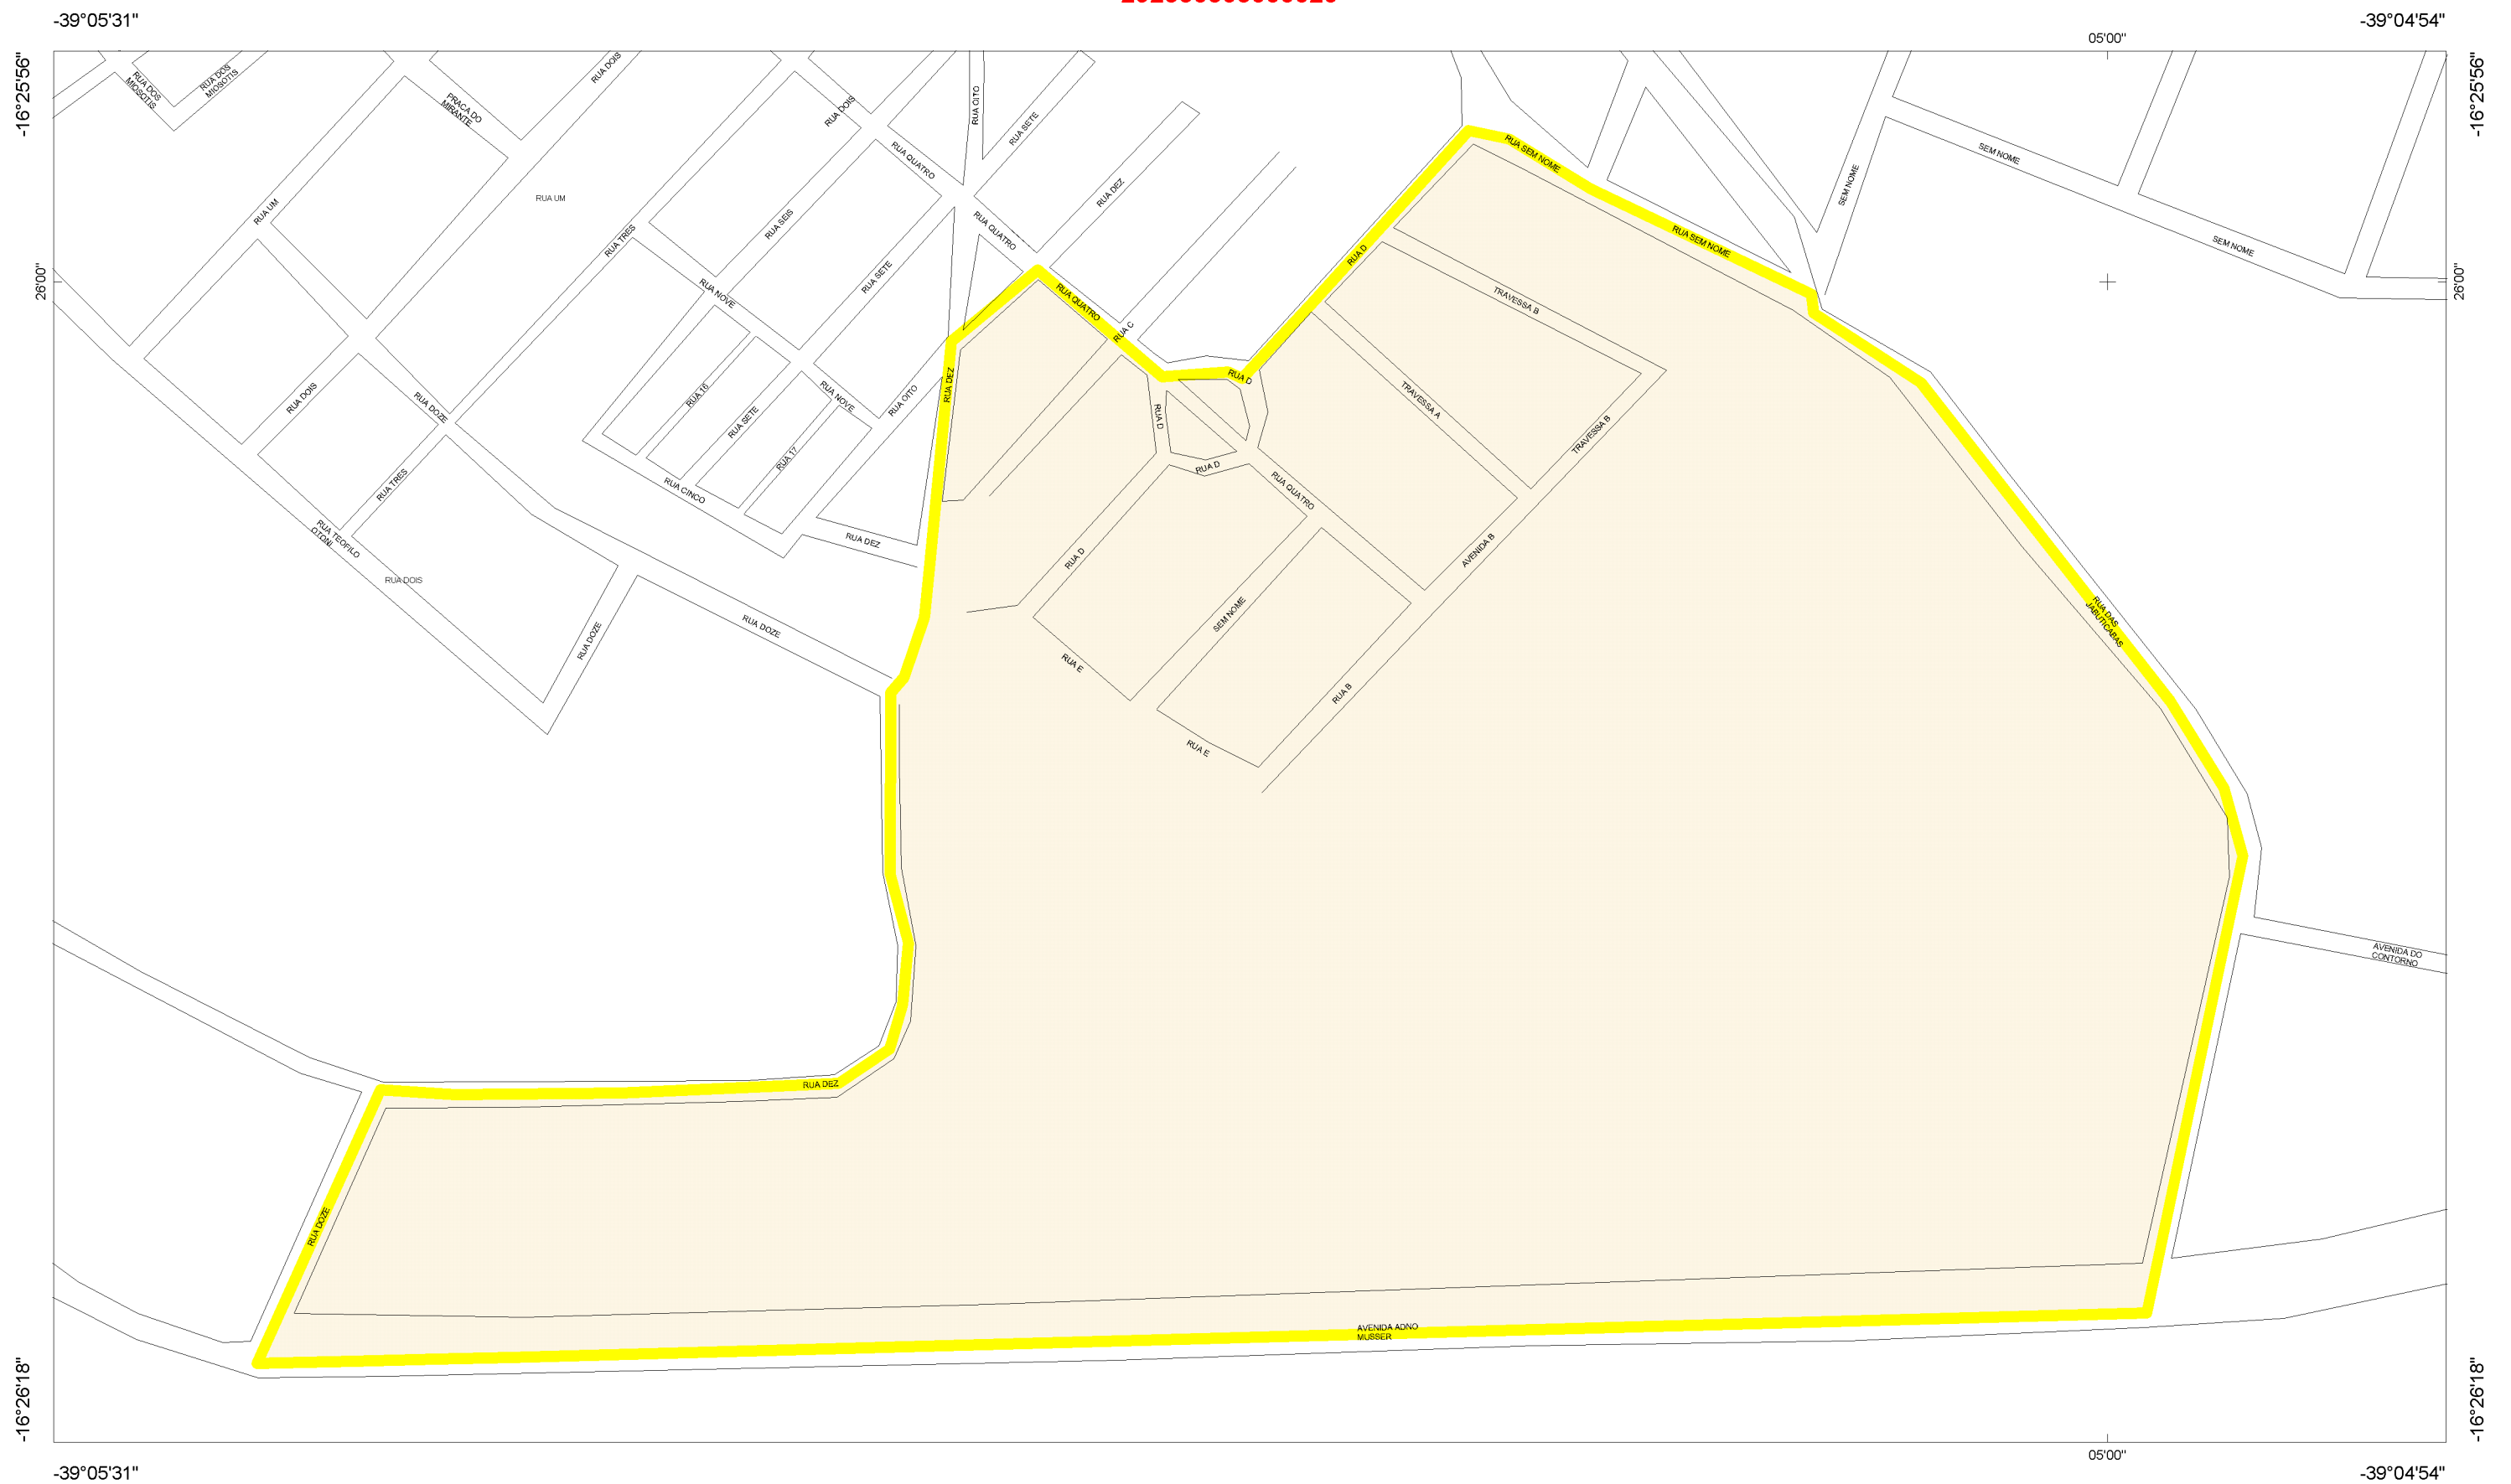 -39°05'31"
-39°04'54"
05'00"
-16°25'56"
-16°25'56"
RUA DOS
MIOSOTIS
RUA DOS
MIOSOTIS
PRACA DO
MIRANTE
RUA DOIS
RUA DOIS
RUA OITO
RUA SETE
RUA QUATRO
RUA SEM NOME
SEM NOME
SEM NOME
RUA UM
RUA UM
RUA SEIS
RUA DEZ
RUA TRES
RUA QUATRO
RUA D
RUA SEM NOME
SEM NOME
26'00"
26'00"
RUA NOVE
RUA SETE
RUA QUATRO
RUA C
TRAVESSA B
RUA DOIS
RUA DOZE
RUA 16
RUA SETE
RUA NOVE
RUA OITO
RUA DEZ
RUA D
RUA D
TRAVESSA A
TRAVESSA B
RUA 17
RUA TRES
RUA CINCO
RUA D
RUA QUATRO
RUA TEOFILO
OTONI
RUA DEZ
RUA D
AVENIDA B
RUA DOIS
RUA DOZE
RUA DOZE
SEM NOME
RUA DAS
JABUTICABAS
RUA E
RUA B
RUA E
AVENIDA DO
CONTORNO
RUA DEZ
RUA DOZE
AVENIDA ADNO
MUSSER
-16°26'18"
-16°26'18"
05'00"
-39°05'31"
-39°04'54"